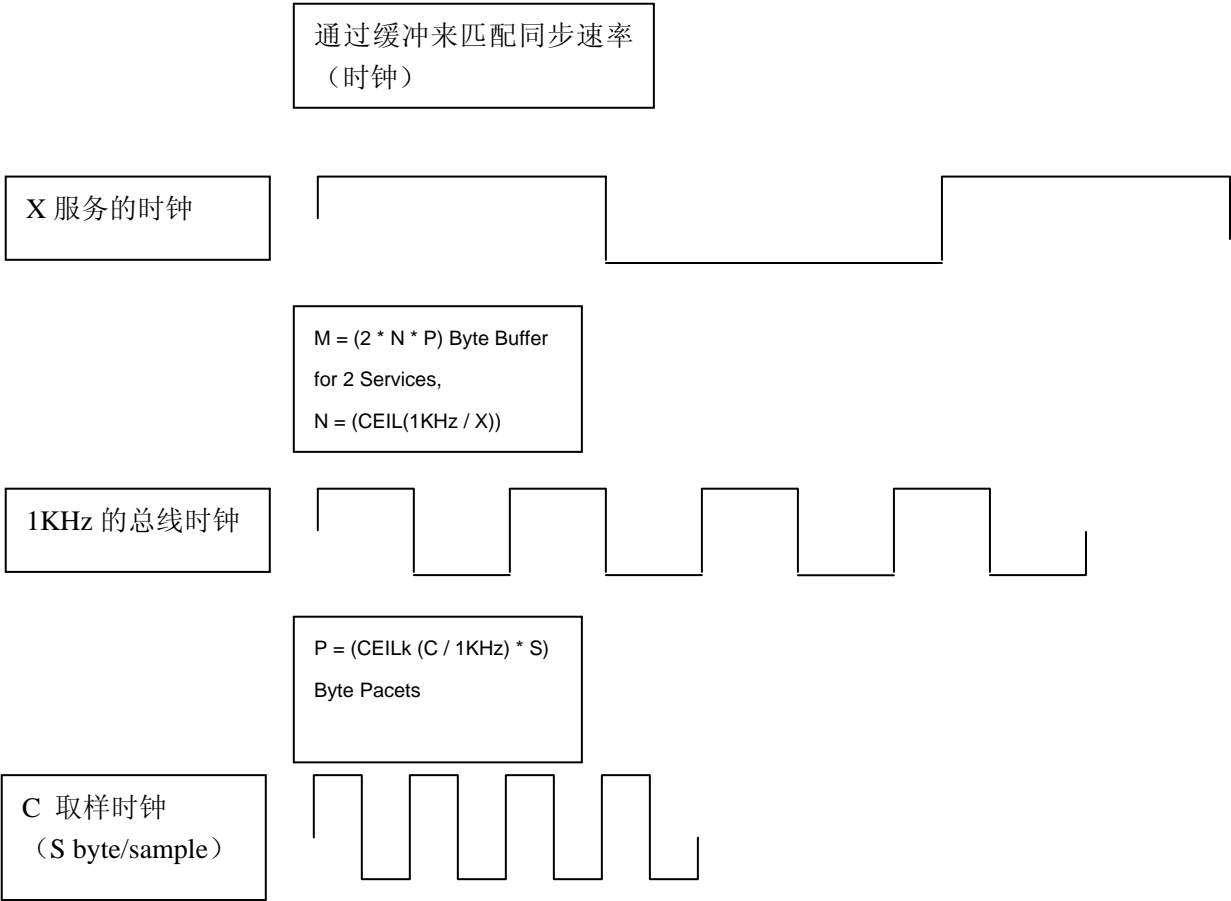 通过缓冲来匹配同步速率
（时钟）
X 服务的时钟
M = (2 * N * P) Byte Buffer
for 2 Services,
N = (CEIL(1KHz / X))
1KHz 的总线时钟
P = (CEILk (C / 1KHz) * S)
Byte Pacets
C 取样时钟
（S byte/sample）